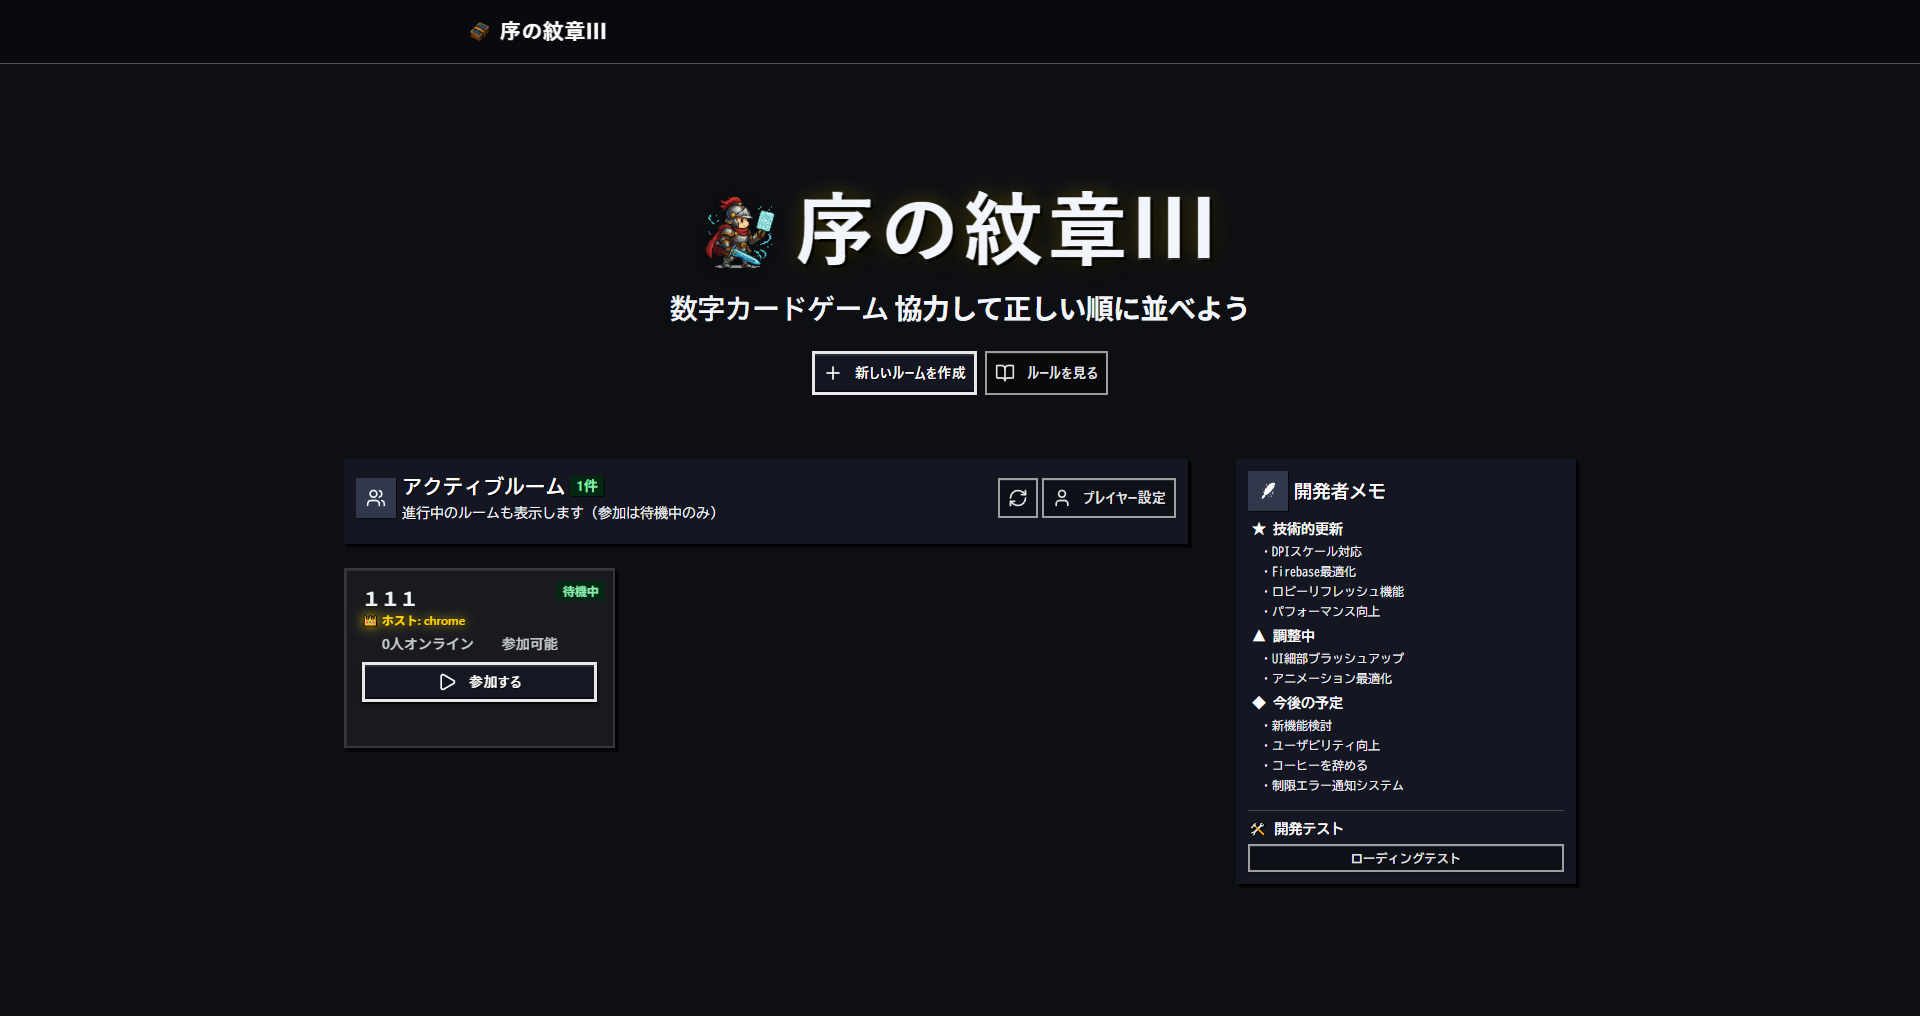 序の紋章III
序の紋章III
数字カードゲーム 協力して正しい順に並べよう
新しいルームを作成
ルールを見る
アクティブルーム 1件
進行中のルームも表示します（参加は待機中のみ）
プレイヤー設定
１１１
待機中
ホスト: chrome
0人オンライン 参加可能
参加する
開発者メモ
★ 技術的更新
・DPIスケール対応
・Firebase最適化
・ロビーリフレッシュ機能
・パフォーマンス向上
▲ 調整中
・UI細部ブラッシュアップ
・アニメーション最適化
◆ 今後の予定
・新機能検討
・ユーザビリティ向上
・コーヒーを辞める
・制限エラー通知システム
開発テスト
ローディングテスト